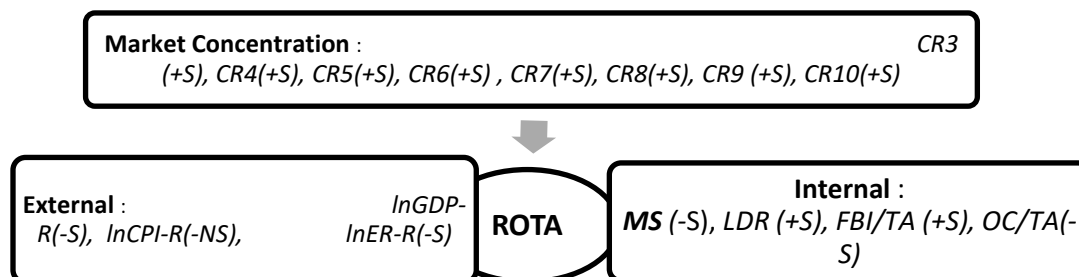 Market Concentration : CR3
(+S), CR4(+S), CR5(+S), CR6(+S) , CR7(+S), CR8(+S), CR9 (+S), CR10(+S)
External : lnGDP-
R(-S), lnCPI-R(-NS), lnER-R(-S)
ROTA
Internal :
MS (-S), LDR (+S), FBI/TA (+S), OC/TA(-
S)